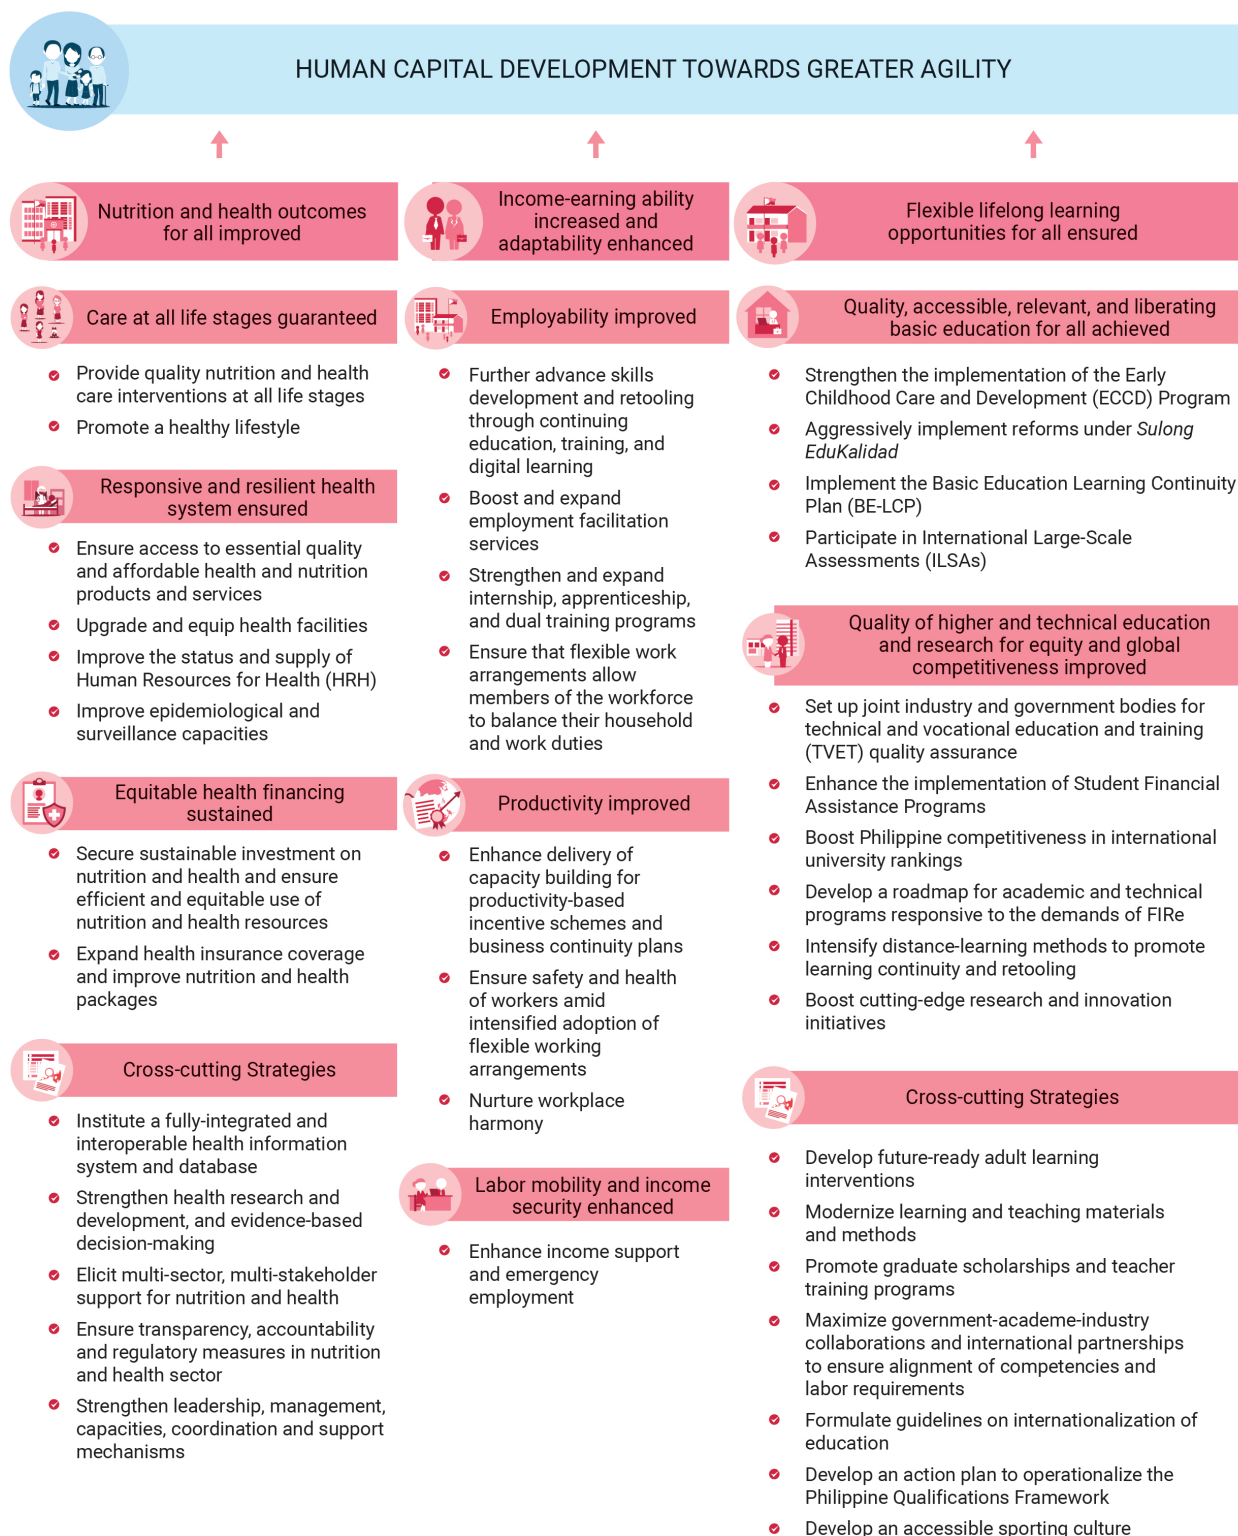 HUMAN CAPITAL DEVELOPMENT TOWARDS GREATER AGILITY
Nutrition and health outcomes
for all improved
Care at all life stages guaranteed
Provide quality nutrition and health
care interventions at all life stages
Promote a healthy lifestyle
Responsive and resilient health
system ensured
Ensure access to essential quality
and affordable health and nutrition
products and services
Upgrade and equip health facilities
Improve the status and supply of
Human Resources for Health (HRH)
Improve epidemiological and
surveillance capacities
Equitable health financing
sustained
Secure sustainable investment on
nutrition and health and ensure
efficient and equitable use of
nutrition and health resources
Expand health insurance coverage
and improve nutrition and health
packages
Cross-cutting Strategies
Institute a fully-integrated and
interoperable health information
system and database
Strengthen health research and
development, and evidence-based
decision-making
Elicit multi-sector, multi-stakeholder
support for nutrition and health
Ensure transparency, accountability
and regulatory measures in nutrition
and health sector
Strengthen leadership, management,
capacities, coordination and support
mechanisms
Income-earning ability
increased and
adaptability enhanced
Employability improved
Further advance skills
development and retooling
through continuing
education, training, and
digital learning
Boost and expand
employment facilitation
services
Strengthen and expand
internship, apprenticeship,
and dual training programs
Ensure that flexible work
arrangements allow
members of the workforce
to balance their household
and work duties
Productivity improved
Enhance delivery of
capacity building for
productivity-based
incentive schemes and
business continuity plans
Ensure safety and health
of workers amid
intensified adoption of
flexible working
arrangements
Nurture workplace
harmony
Labor mobility and income
security enhanced
Enhance income support
and emergency
employment
Flexible lifelong learning
opportunities for all ensured
Quality, accessible, relevant, and liberating
basic education for all achieved
Strengthen the implementation of the Early
Childhood Care and Development (ECCD) Program
Aggressively implement reforms under Sulong
EduKalidad
Implement the Basic Education Learning Continuity
Plan (BE-LCP)
Participate in International Large-Scale
Assessments (ILSAs)
Quality of higher and technical education
and research for equity and global
competitiveness improved
Set up joint industry and government bodies for
technical and vocational education and training
(TVET) quality assurance
Enhance the implementation of Student Financial
Assistance Programs
Boost Philippine competitiveness in international
university rankings
Develop a roadmap for academic and technical
programs responsive to the demands of FIRe
Intensify distance-learning methods to promote
learning continuity and retooling
Boost cutting-edge research and innovation
initiatives
Cross-cutting Strategies
Develop future-ready adult learning
interventions
Modernize learning and teaching materials
and methods
Promote graduate scholarships and teacher
training programs
Maximize government-academe-industry
collaborations and international partnerships
to ensure alignment of competencies and
labor requirements
Formulate guidelines on internationalization of
education
Develop an action plan to operationalize the
Philippine Qualifications Framework
Develop an accessible sporting culture